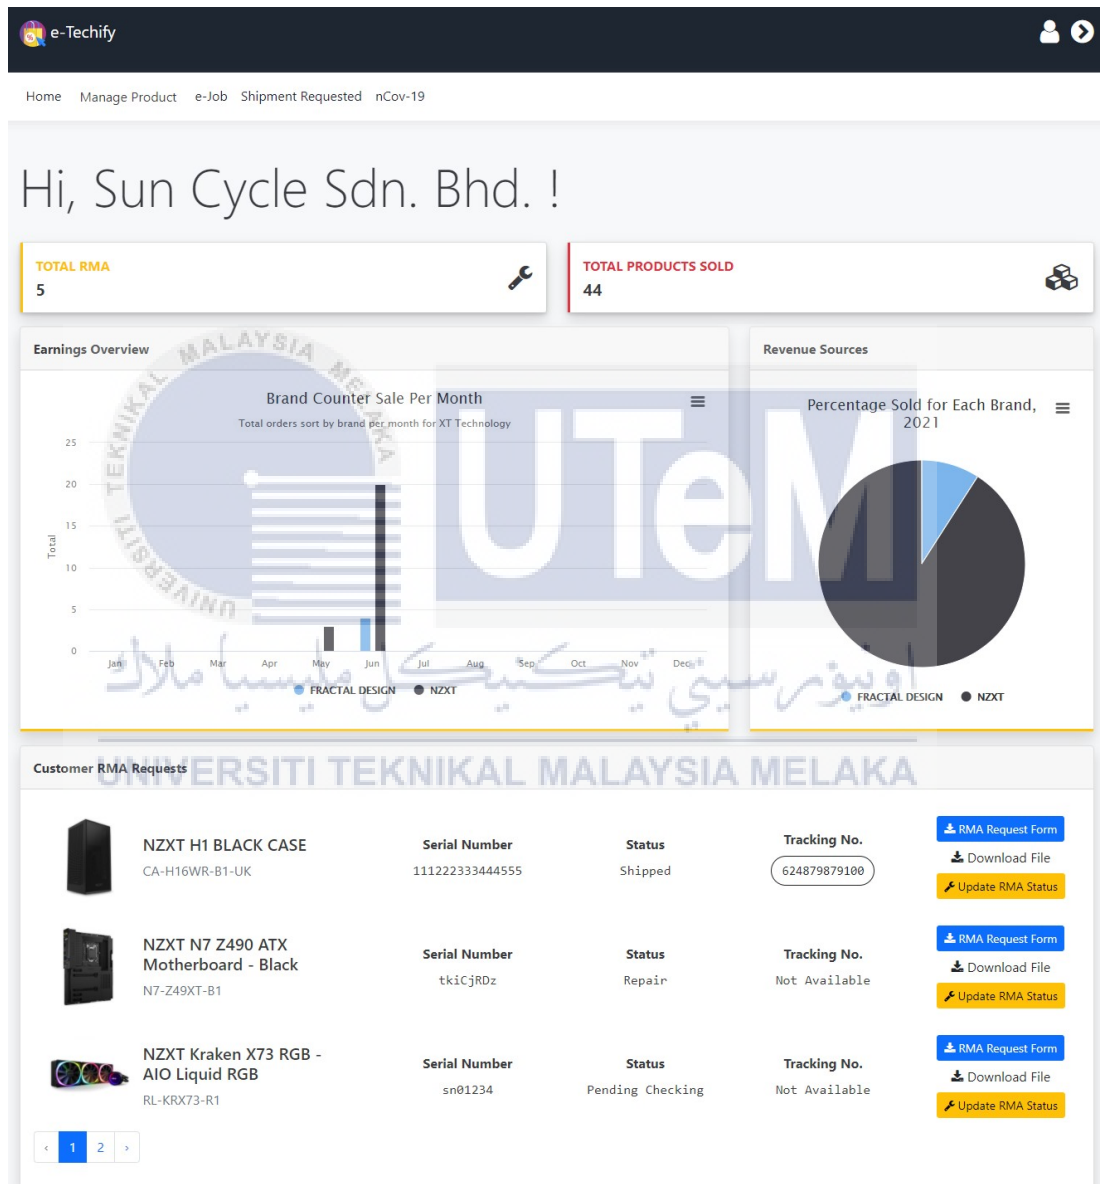 e-Techify
Home Manage Product e-Job Shipment Requested nCov-19
Hi, Sun Cycle Sdn. Bhd. !
TOTAL RMA
5
TOTAL PRODUCTS SOLD
44
Earnings Overview
Brand Counter Sale Per Month
Total orders sort by brand per month for XT Technology
Total
25
20
15
10
5
0
Jan Feb Mar Apr May Jun Jul Aug Sep Oct Nov Dec
FRACTAL DESIGN NZXT
Revenue Sources
Percentage Sold for Each Brand,
2021
FRACTAL DESIGN NZXT
UNIVERSITI TEKNIKAL MALAYSIA MELAKA
UTeM
اونيۏرسيتي تيكنيكل مليسيا ملاك
UNIVERSITI TEKNIKAL MALAYSIA MELAKA
Customer RMA Requests
NZXT H1 BLACK CASE
CA-H16WR-B1-UK
Serial Number
111222333444555
Status
Shipped
Tracking No.
624879879100
RMA Request Form
Download File
Update RMA Status
NZXT N7 Z490 ATX
Motherboard - Black
N7-Z49XT-B1
Serial Number
tkiCjRDz
Status
Repair
Tracking No.
Not Available
RMA Request Form
Download File
Update RMA Status
NZXT Kraken X73 RGB -
AIO Liquid RGB
RL-KRX73-R1
Serial Number
sn01234
Status
Pending Checking
Tracking No.
Not Available
RMA Request Form
Download File
Update RMA Status
‹ 1 2 ›